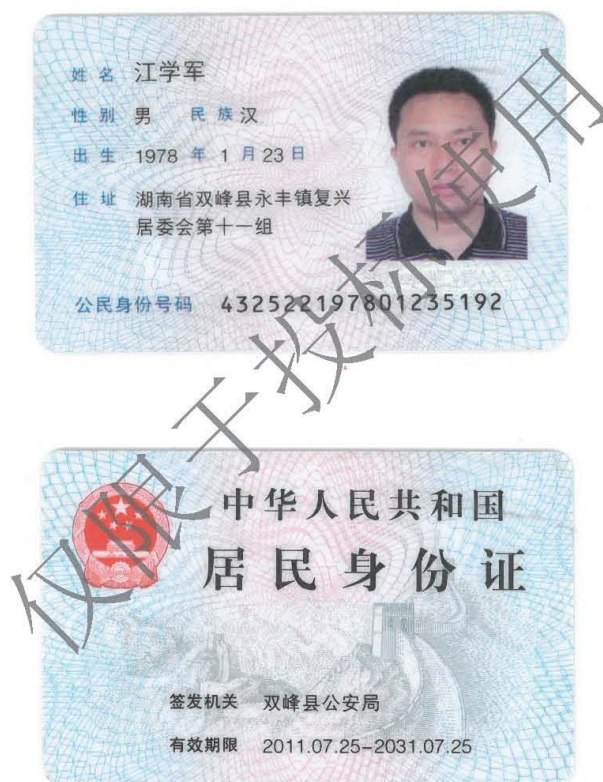 姓名 江学军
性别 男 民族 汉
出生 1978 年 1 月 23 日
住址 湖南省双峰县永丰镇复兴
居委会第十一组
公民身份号码 432522197801235192
仅限于投标使用
中华人民共和国
居民身份证
签发机关 双峰县公安局
有效期限 2011.07.25-2031.07.25